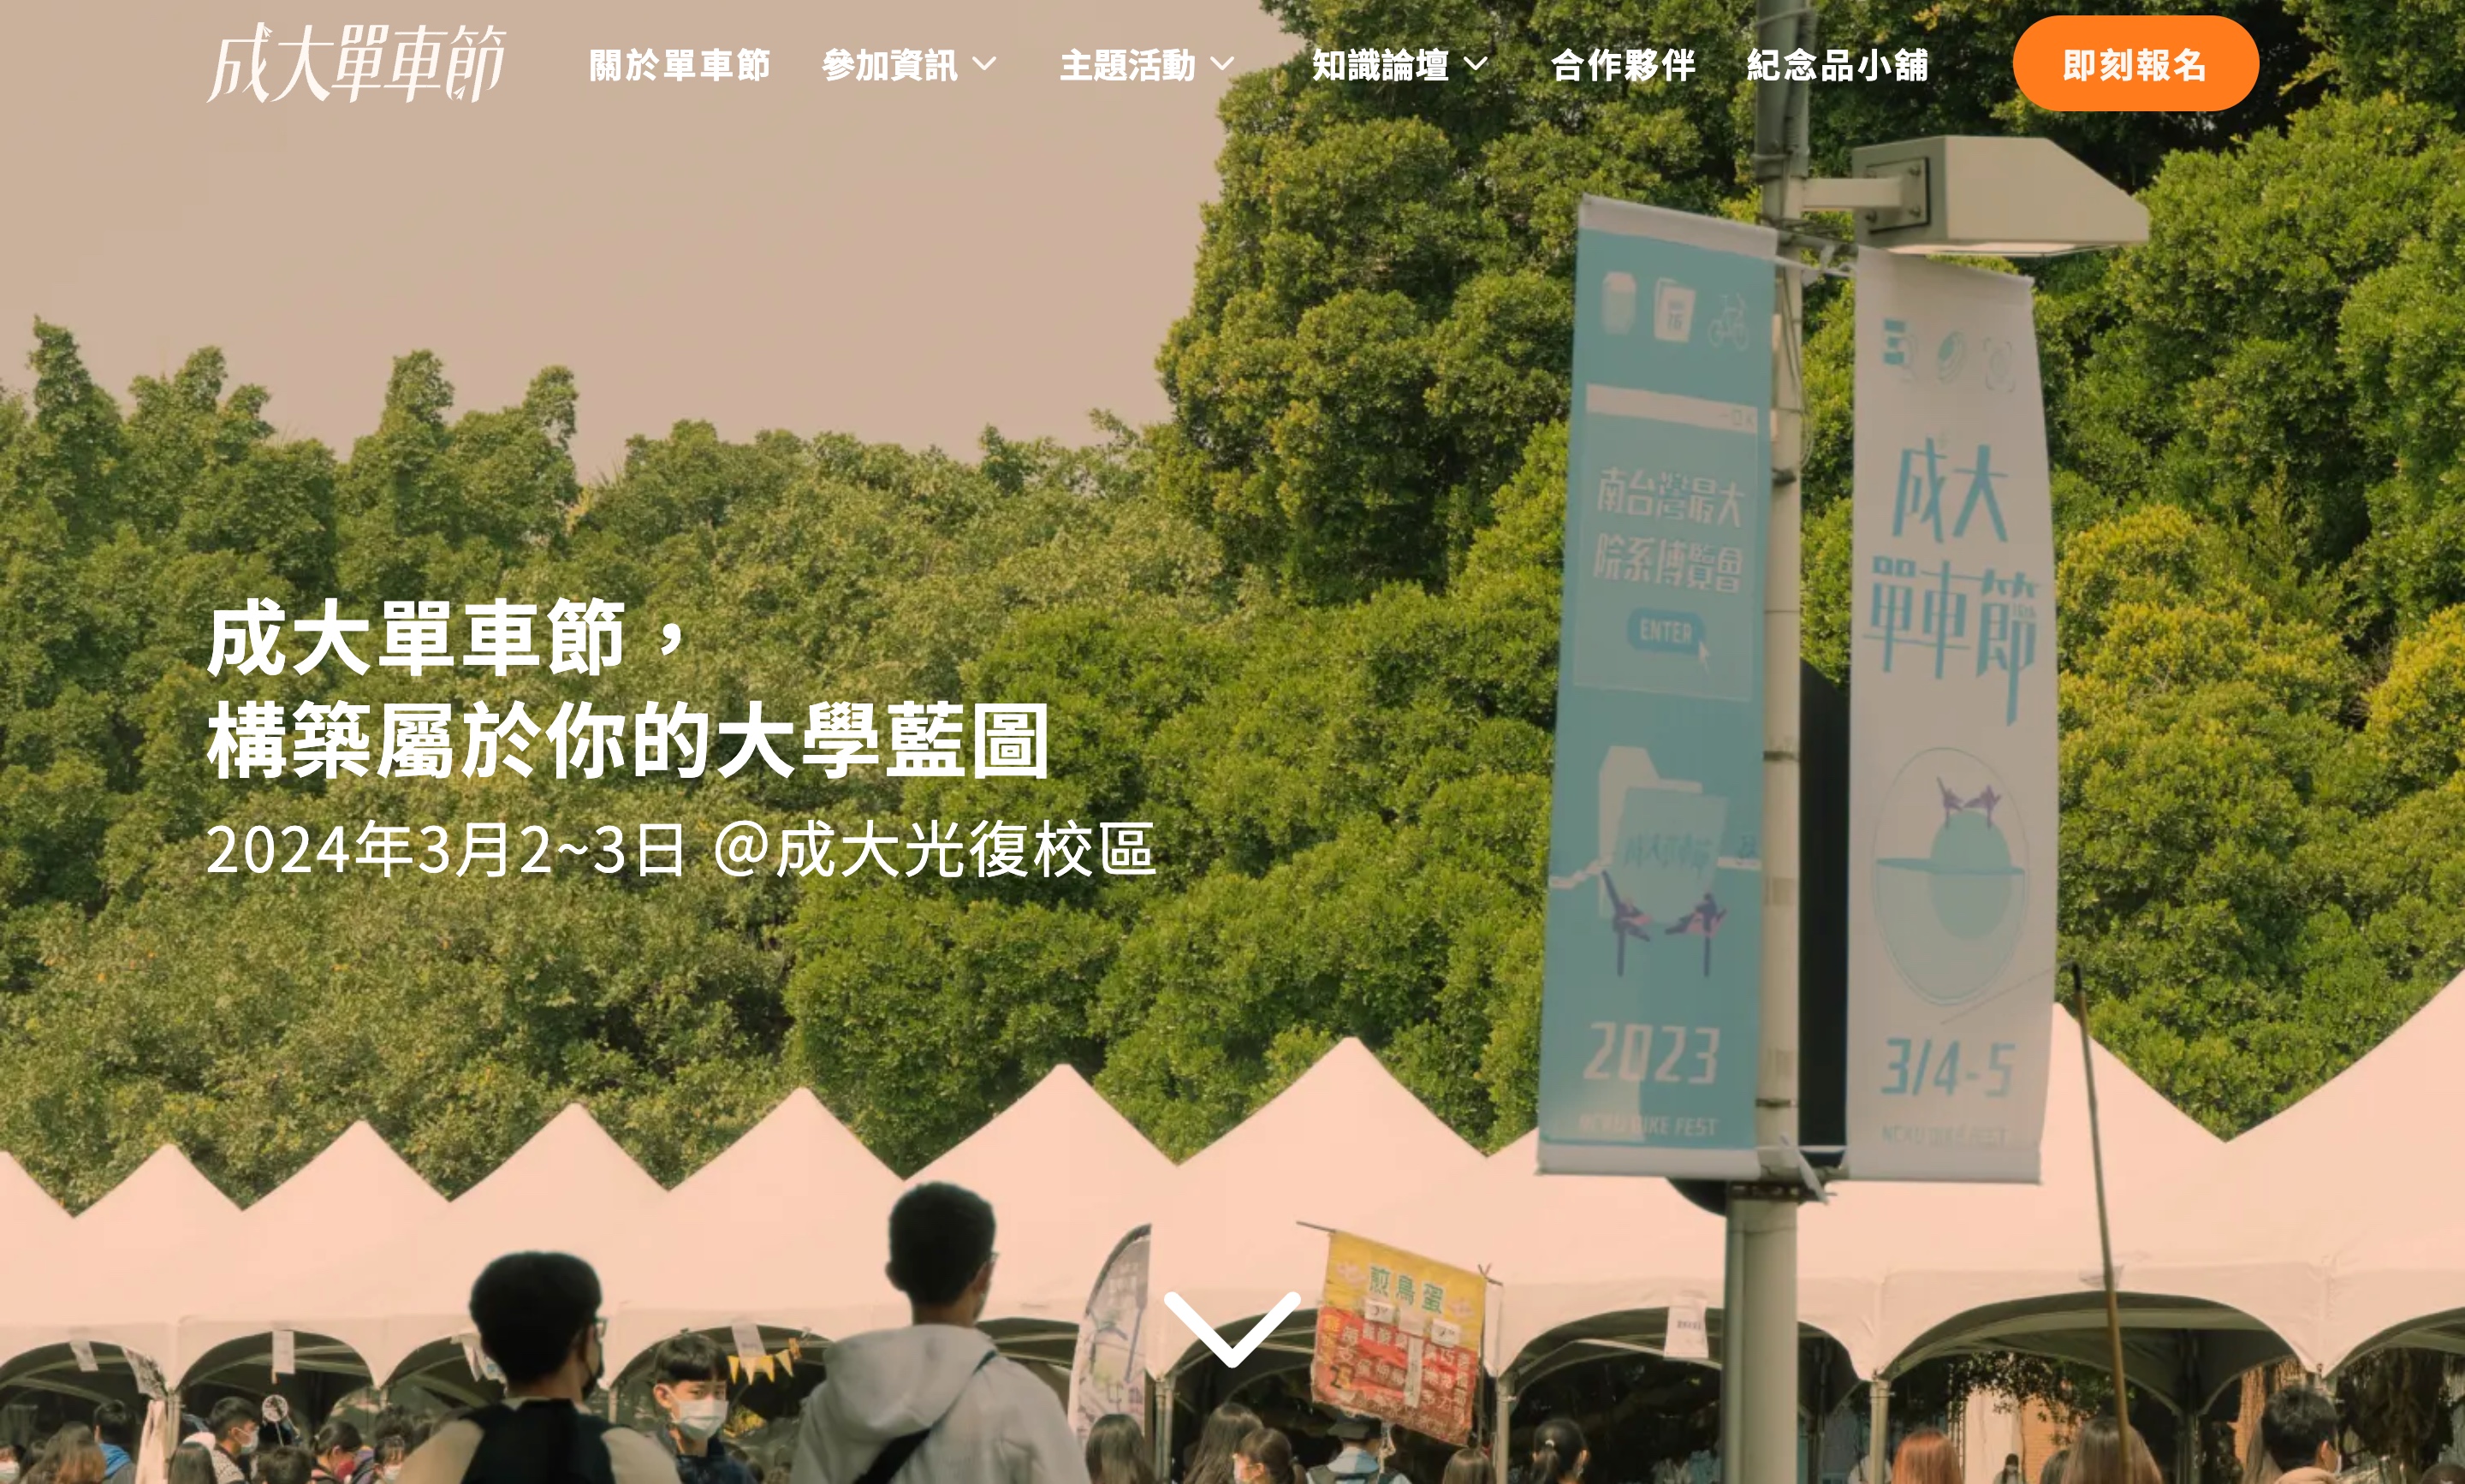 成大單車節
關於單車節
參加資訊
主題活動
知識論壇
合作夥伴
紀念品小舖
即刻報名
成大單車節，
構築屬於你的大學藍圖
2024年3月2~3日 @成大光復校區
南台灣最大
院系博覽會
ENTER
2023
NCKU BIKE FEST
成大
單車節
3/4-5
NCKU BIKE FEST
煎鳥蛋